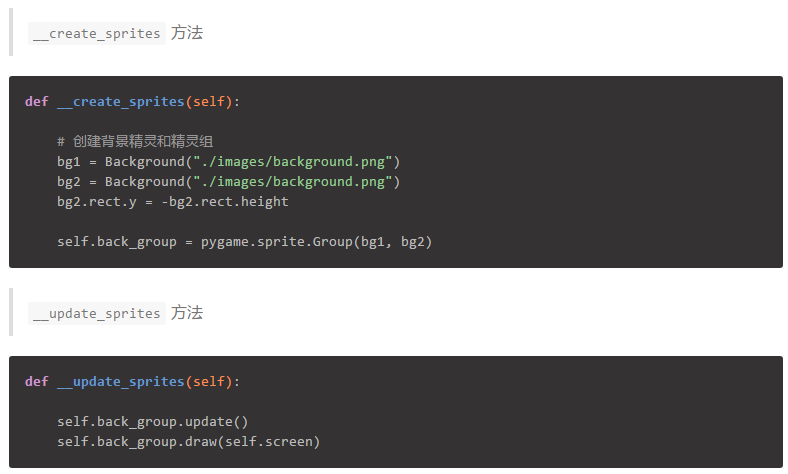 __create_sprites 方法
def __create_sprites(self):
# 创建背景精灵和精灵组
bg1 = Background("./images/background.png")
bg2 = Background("./images/background.png")
bg2.rect.y = -bg2.rect.height
self.back_group = pygame.sprite.Group(bg1, bg2)
__update_sprites 方法
def __update_sprites(self):
self.back_group.update()
self.back_group.draw(self.screen)